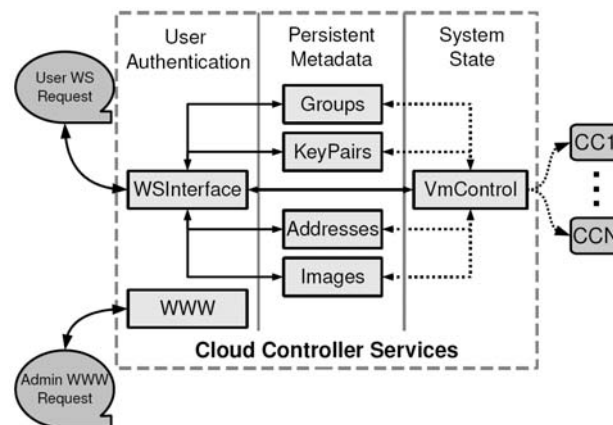 User
Authentication
Persistent
Metadata
System
State
User WS
Request
Groups
KeyPairs
WSInterface
VmControl
CC1
CCN
Addresses
Images
WWW
Cloud Controller Services
Admin WWW
Request